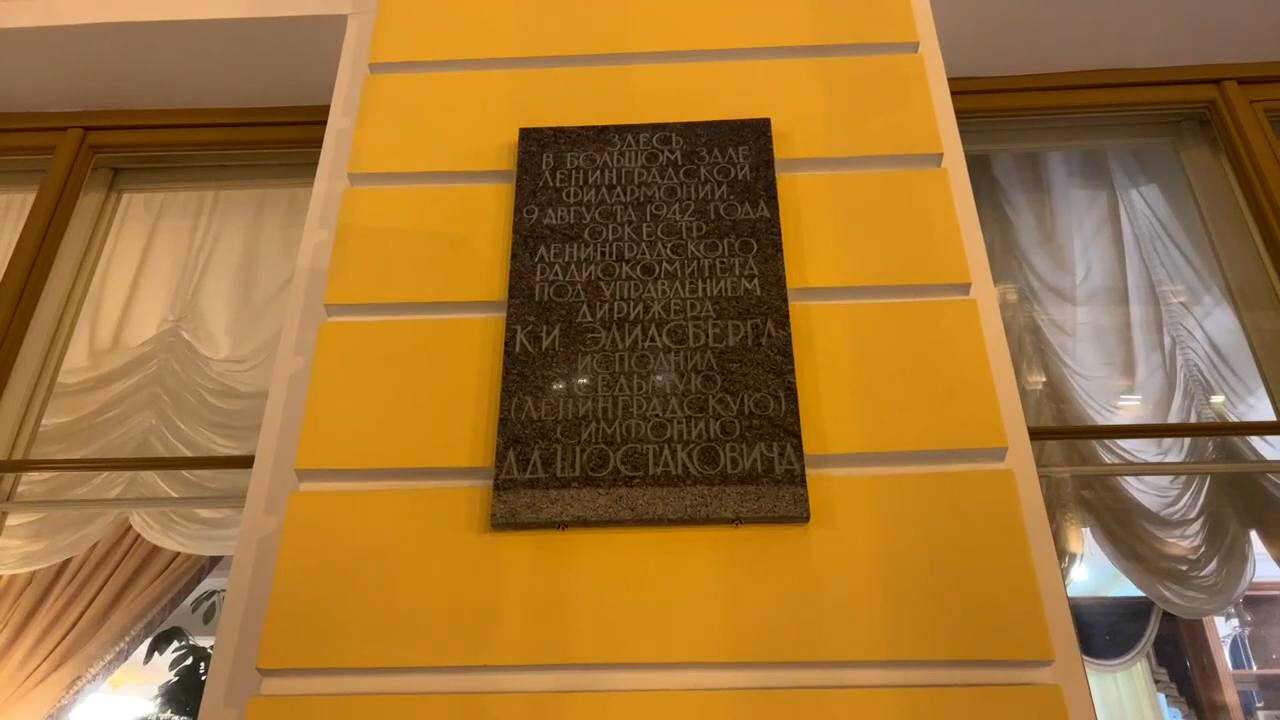 ЗДЕСЬ
В БОЛЬШОМ ЗАЛЕ
ЛЕНИНГРАДСКОЙ
ФИЛАРМОНИИ
9 АВГУСТА 1942 ГОДА
ОРКЕСТР
ЛЕНИНГРАДСКОГО
РАДИОКОМИТЕТА
ПОД УПРАВЛЕНИЕМ
ДИРИЖЕРА
К.И ЭЛИАСБЕРГА
ИСПОЛНИЛ
СЕДЬМУЮ
(ЛЕНИНГРАДСКУЮ)
СИМФОНИЮ
Д.Д.ШОСТАКОВИЧА